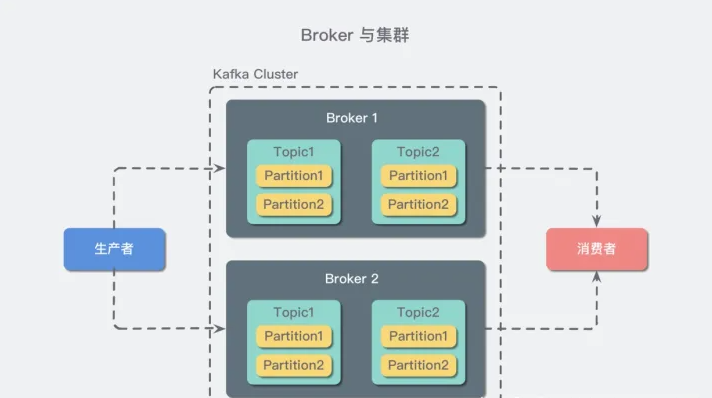 Broker 与集群
Kafka Cluster
Broker 1
Topic1
Topic2
Partition1
Partition1
Partition2
Partition2
生产者
消费者
Broker 2
Topic1
Topic2
Partition1
Partition1
Partition2
Partition2